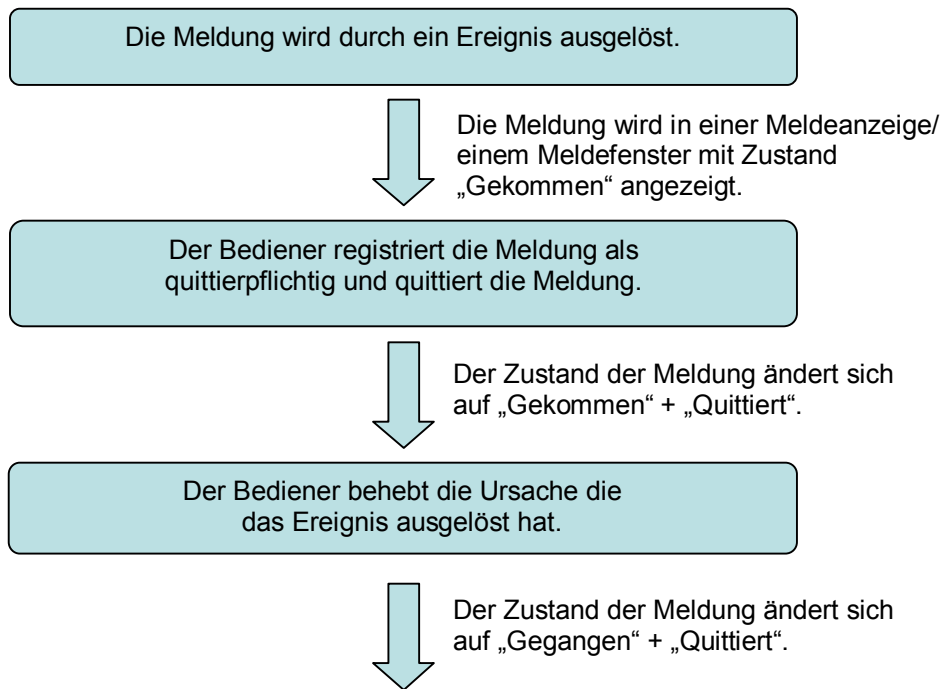 Die Meldung wird durch ein Ereignis ausgelöst.
Die Meldung wird in einer Meldeanzeige/
einem Meldefenster mit Zustand
„Gekommen“ angezeigt.
Der Bediener registriert die Meldung als
quittierpflichtig und quittiert die Meldung.
Der Zustand der Meldung ändert sich
auf „Gekommen“ + „Quittiert“.
Der Bediener behebt die Ursache die
das Ereignis ausgelöst hat.
Der Zustand der Meldung ändert sich
auf „Gegangen“ + „Quittiert“.